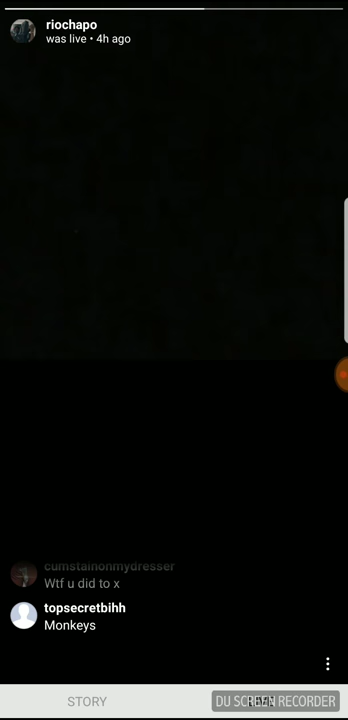 riochapo
was live • 4h ago
cumstainonmydresser
Wtf u did to x
topsecretbihh
Monkeys
STORY
DU SCREEN RECORDER